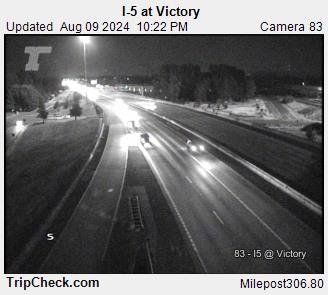 I-5 at Victory
Updated Aug 09 2024 10:22 PM Camera 83
T
S
83 - I5 @ Victory
TripCheck.com Milepost306.80